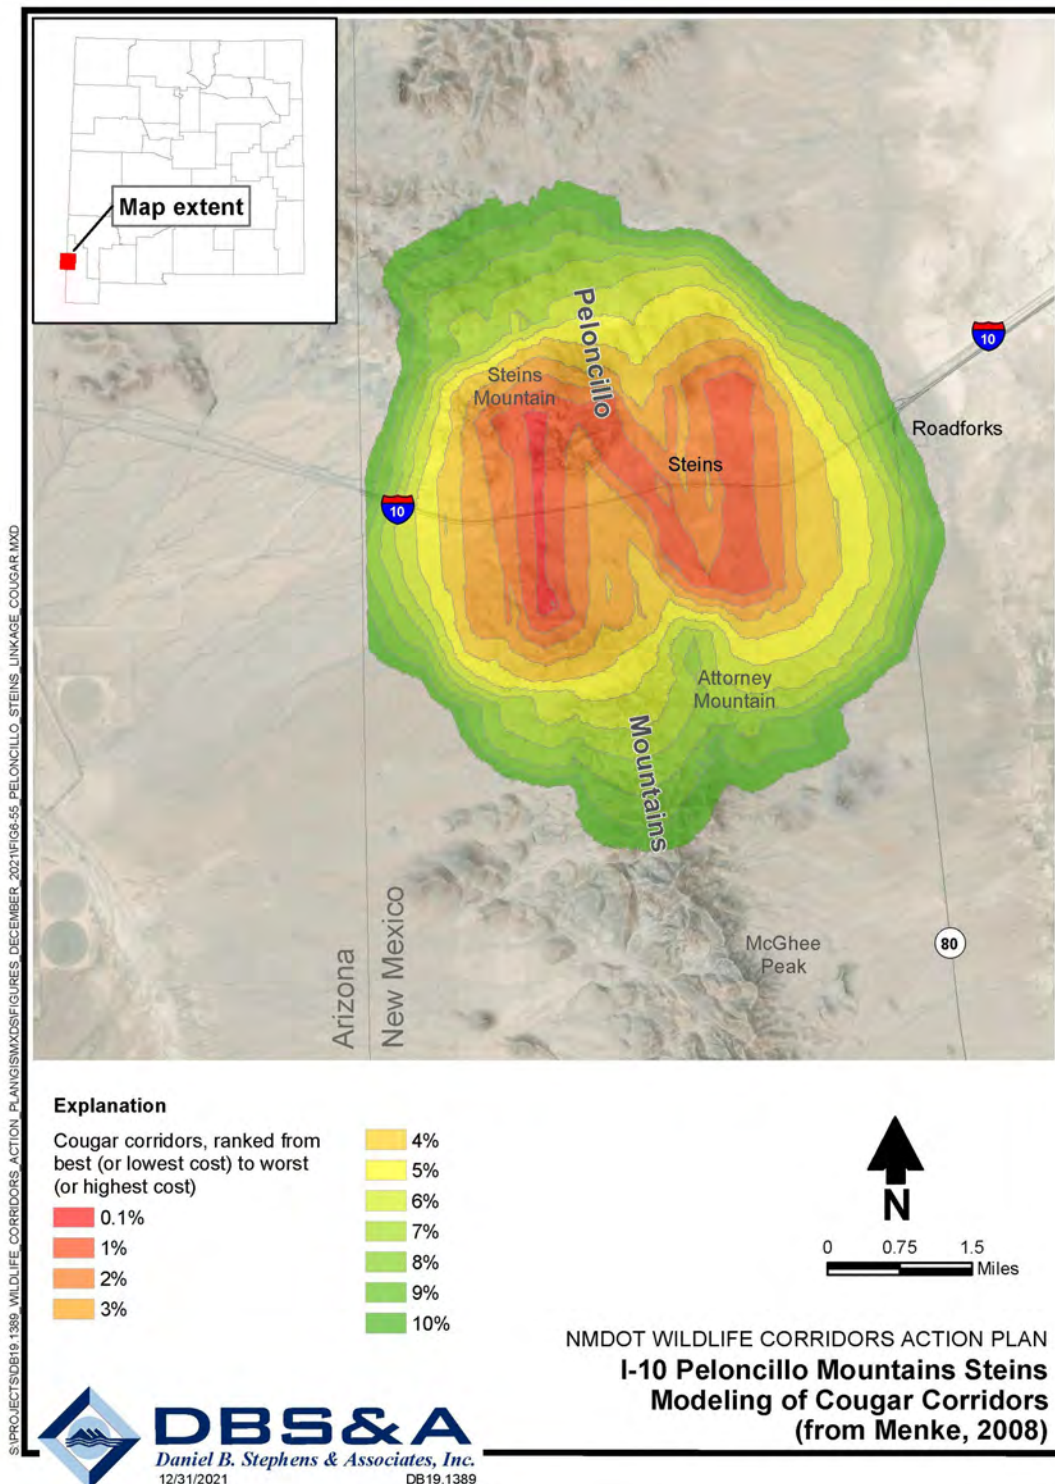 Map extent
Peloncillo
10
Steins
Mountain
Roadforks
Steins
10
Attorney
Mountain
Mountains
McGhee
Peak
80
Arizona
New Mexico
S:\PROJECTS\DB19.1389_WILDLIFE_CORRIDORS_ACTION_PLAN\GIS\MXDS\FIGURES_DECEMBER_2021\FIG6-55_PELONCILLO_STEINS_LINKAGE_COUGAR.MXD
Explanation
Cougar corridors, ranked from
best (or lowest cost) to worst
(or highest cost)
0.1%
1%
2%
3%
4%
5%
6%
7%
8%
9%
10%
N
0 0.75 1.5
Miles
NMDOT WILDLIFE CORRIDORS ACTION PLAN
I-10 Peloncillo Mountains Steins
Modeling of Cougar Corridors
(from Menke, 2008)
DBS&A
Daniel B. Stephens & Associates, Inc.
12/31/2021 DB19.1389